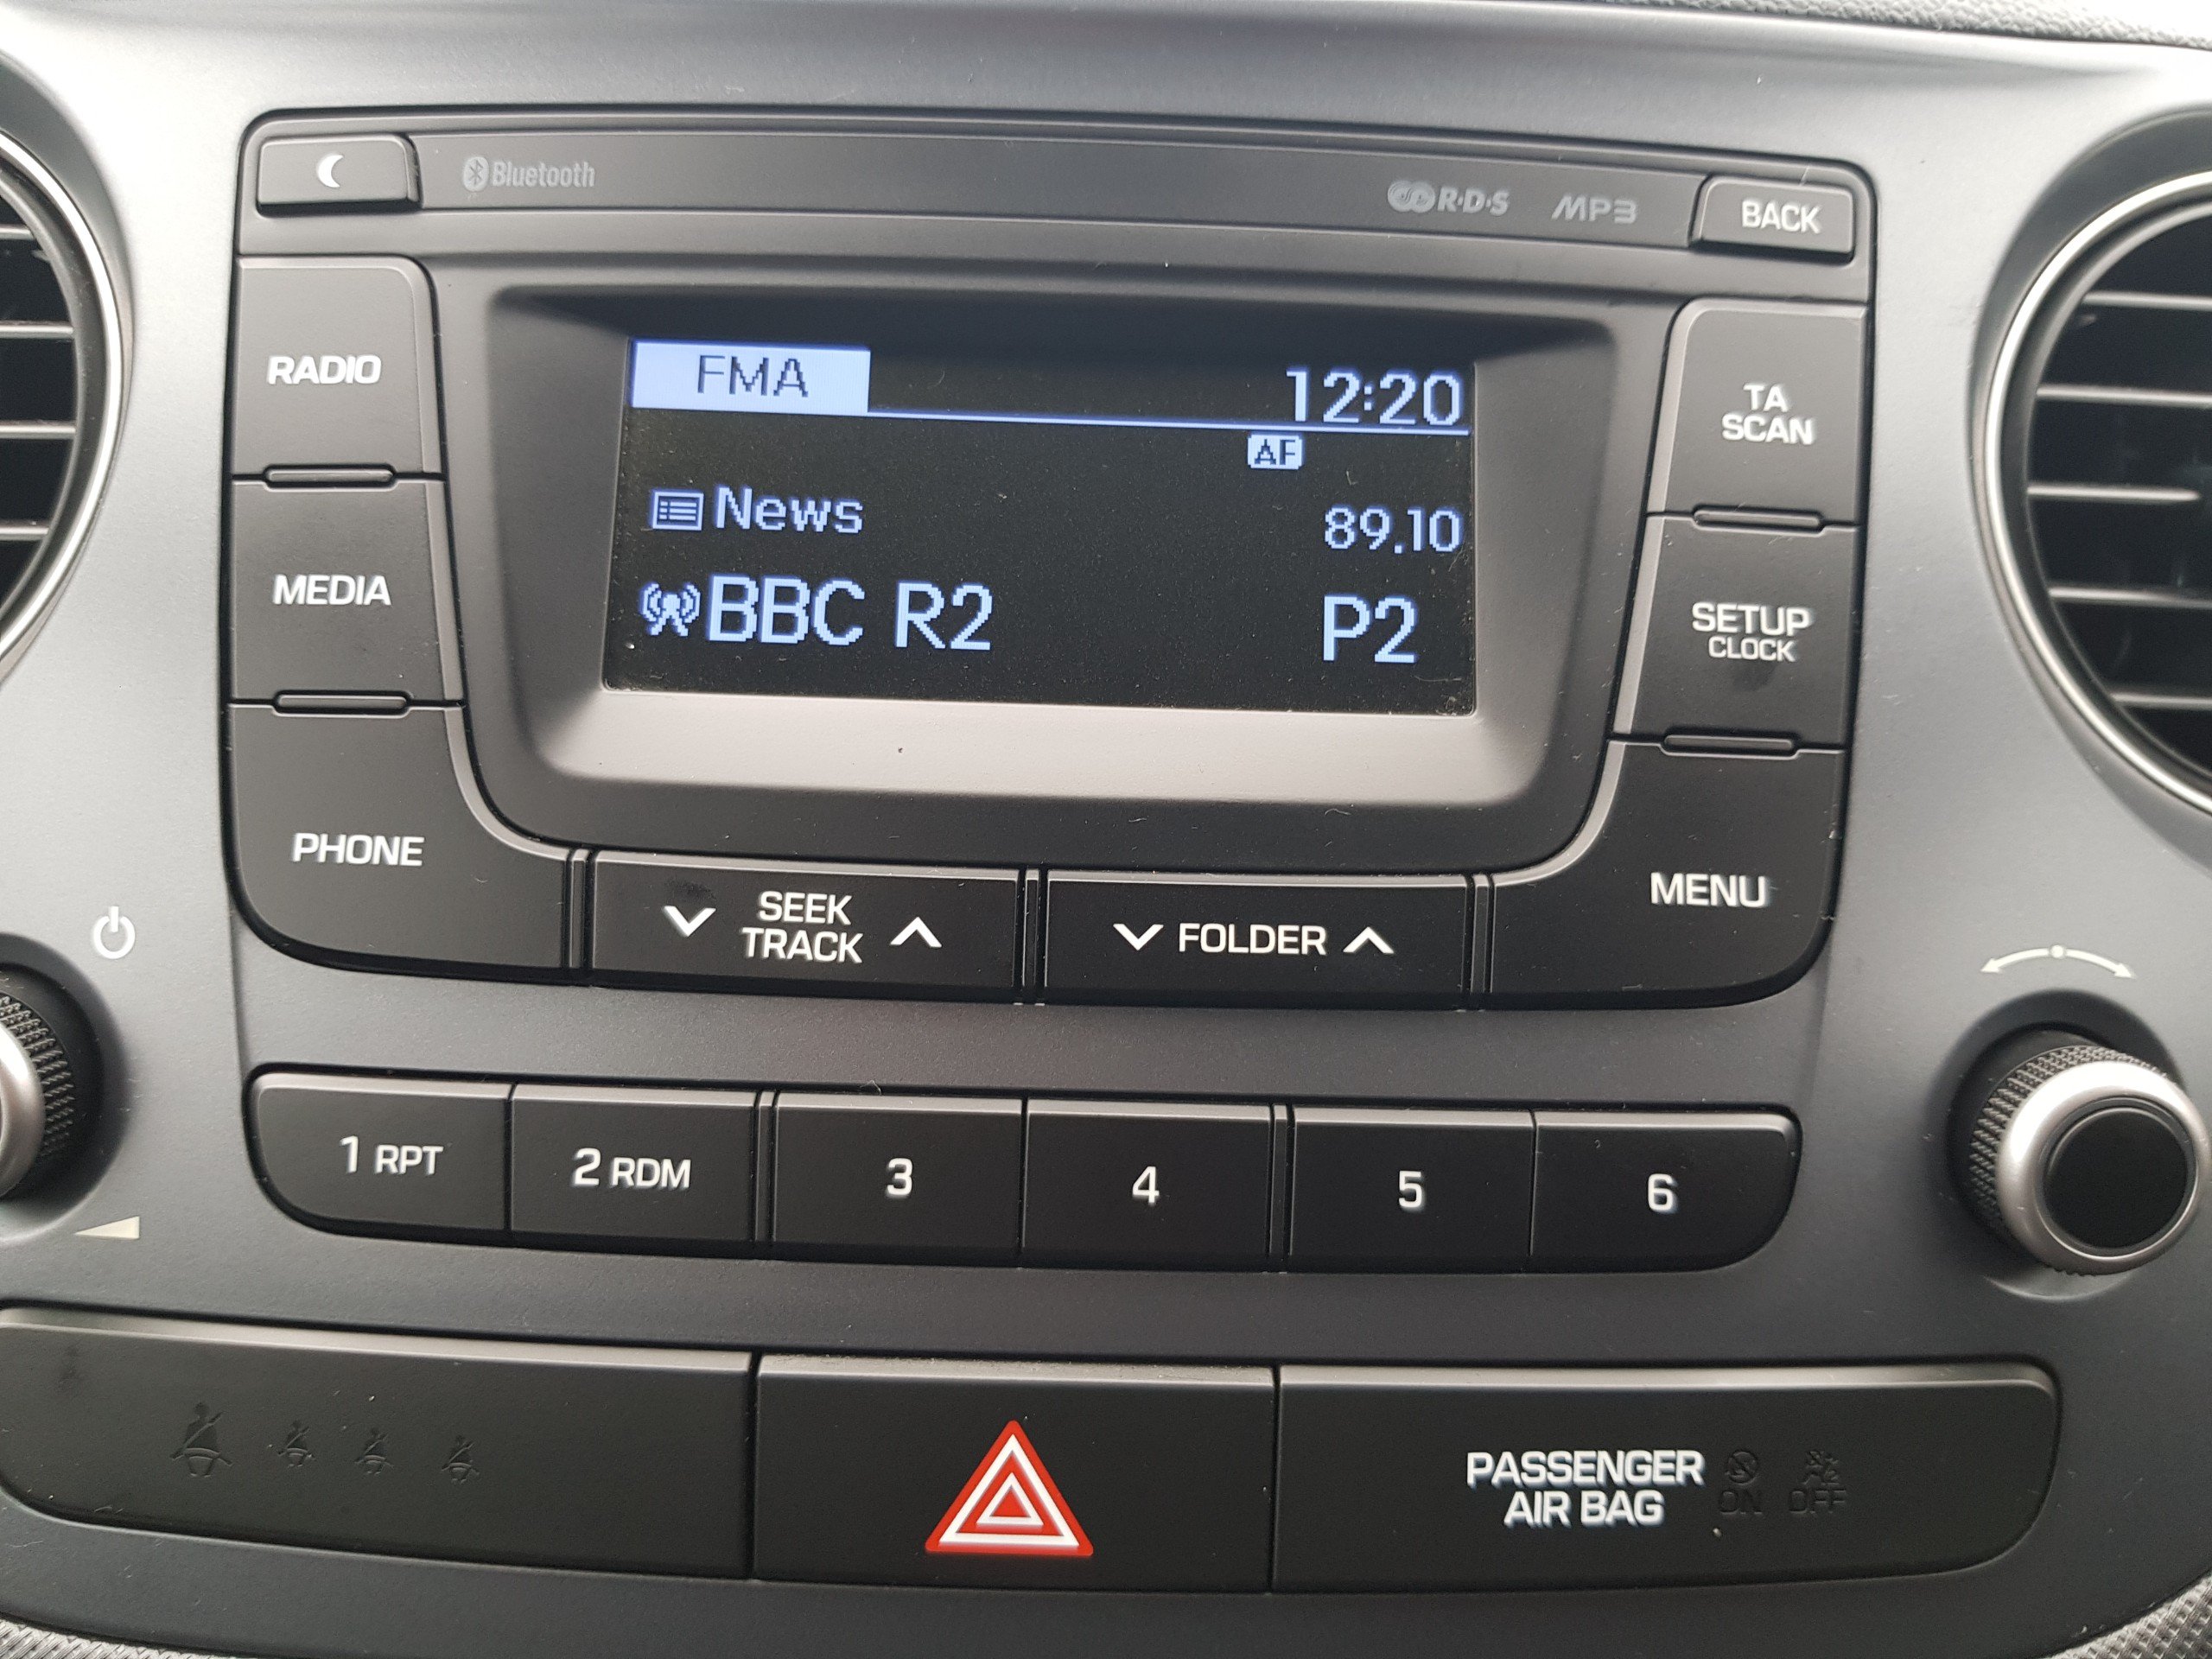 Bluetooth
R·D·S MP3
BACK
RADIO
MEDIA
PHONE
FMA
12:20
AF
News
89.10
BBC R2
P2
TA
SCAN
SETUP
CLOCK
MENU
SEEK
TRACK
FOLDER
1 RPT
2 RDM
3
4
5
6
PASSENGER
AIR BAG
ON OFF